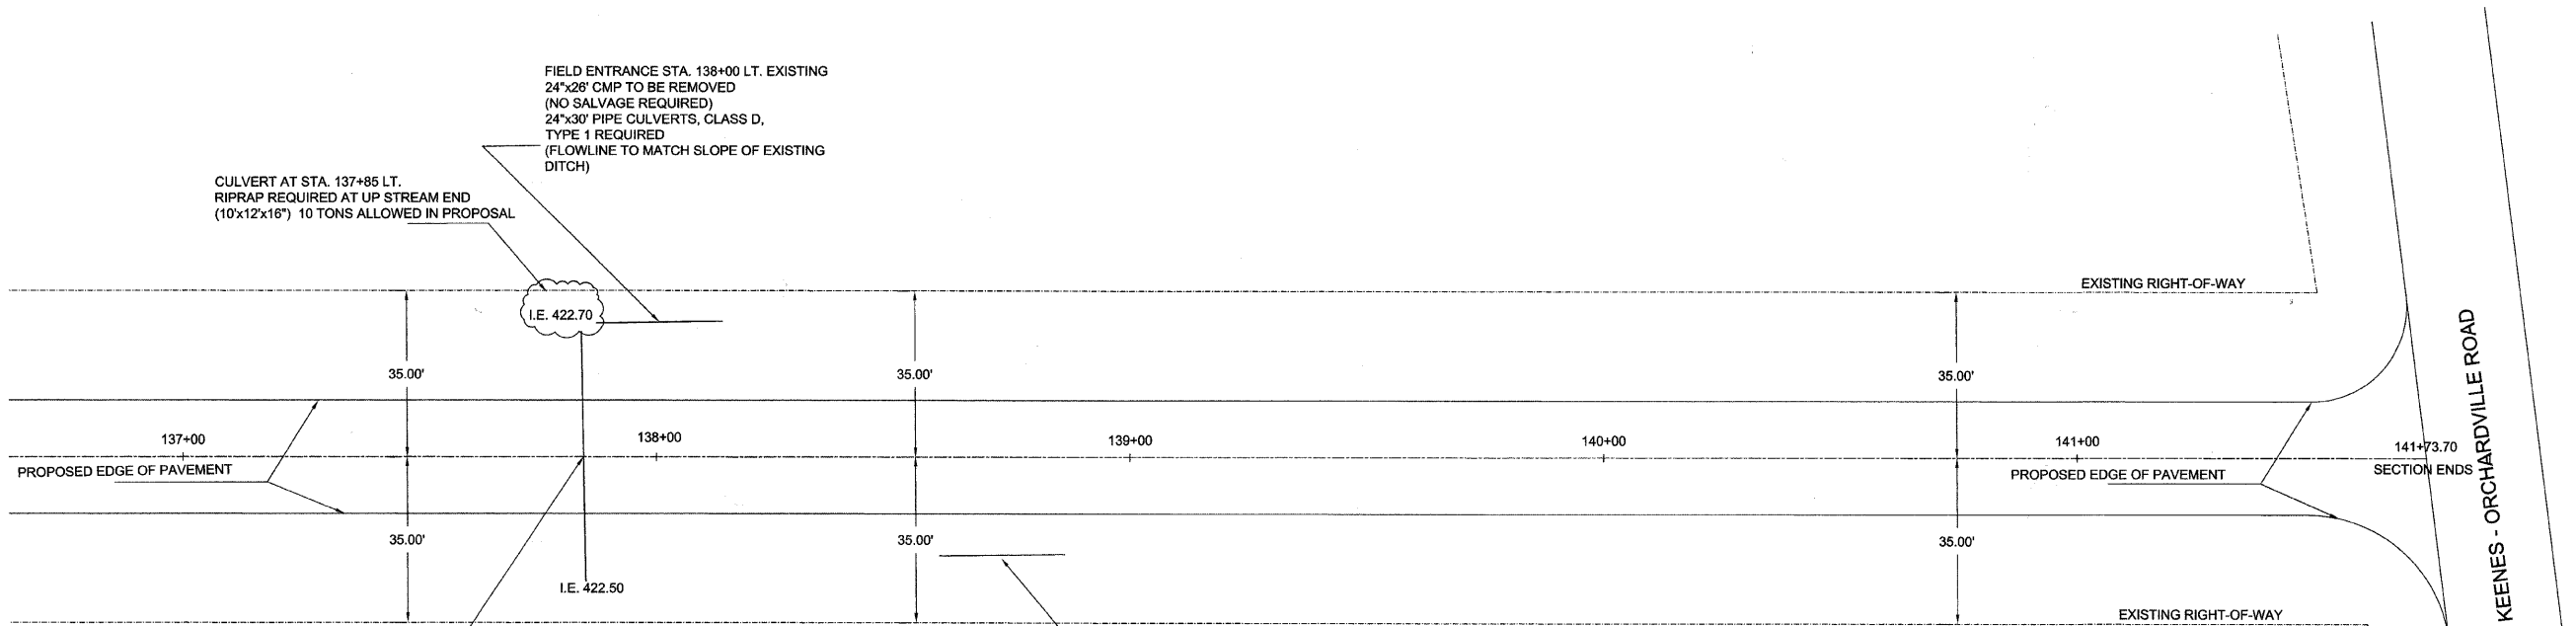 FIELD ENTRANCE STA. 138+00 LT. EXISTING
24"x26' CMP TO BE REMOVED
(NO SALVAGE REQUIRED)
24"x30' PIPE CULVERTS, CLASS D,
TYPE 1 REQUIRED
(FLOWLINE TO MATCH SLOPE OF EXISTING
DITCH)
CULVERT AT STA. 137+85 LT.
RIPRAP REQUIRED AT UP STREAM END
(10'x12'x16") 10 TONS ALLOWED IN PROPOSAL
EXISTING RIGHT-OF-WAY
I.E. 422.70
35.00'
35.00'
35.00'
137+00
138+00
139+00
140+00
141+00
141+73.70
SECTION ENDS
PROPOSED EDGE OF PAVEMENT
PROPOSED EDGE OF PAVEMENT
KEENES - ORCHARDVILLE ROAD
35.00'
35.00'
35.00'
I.E. 422.50
EXISTING RIGHT-OF-WAY